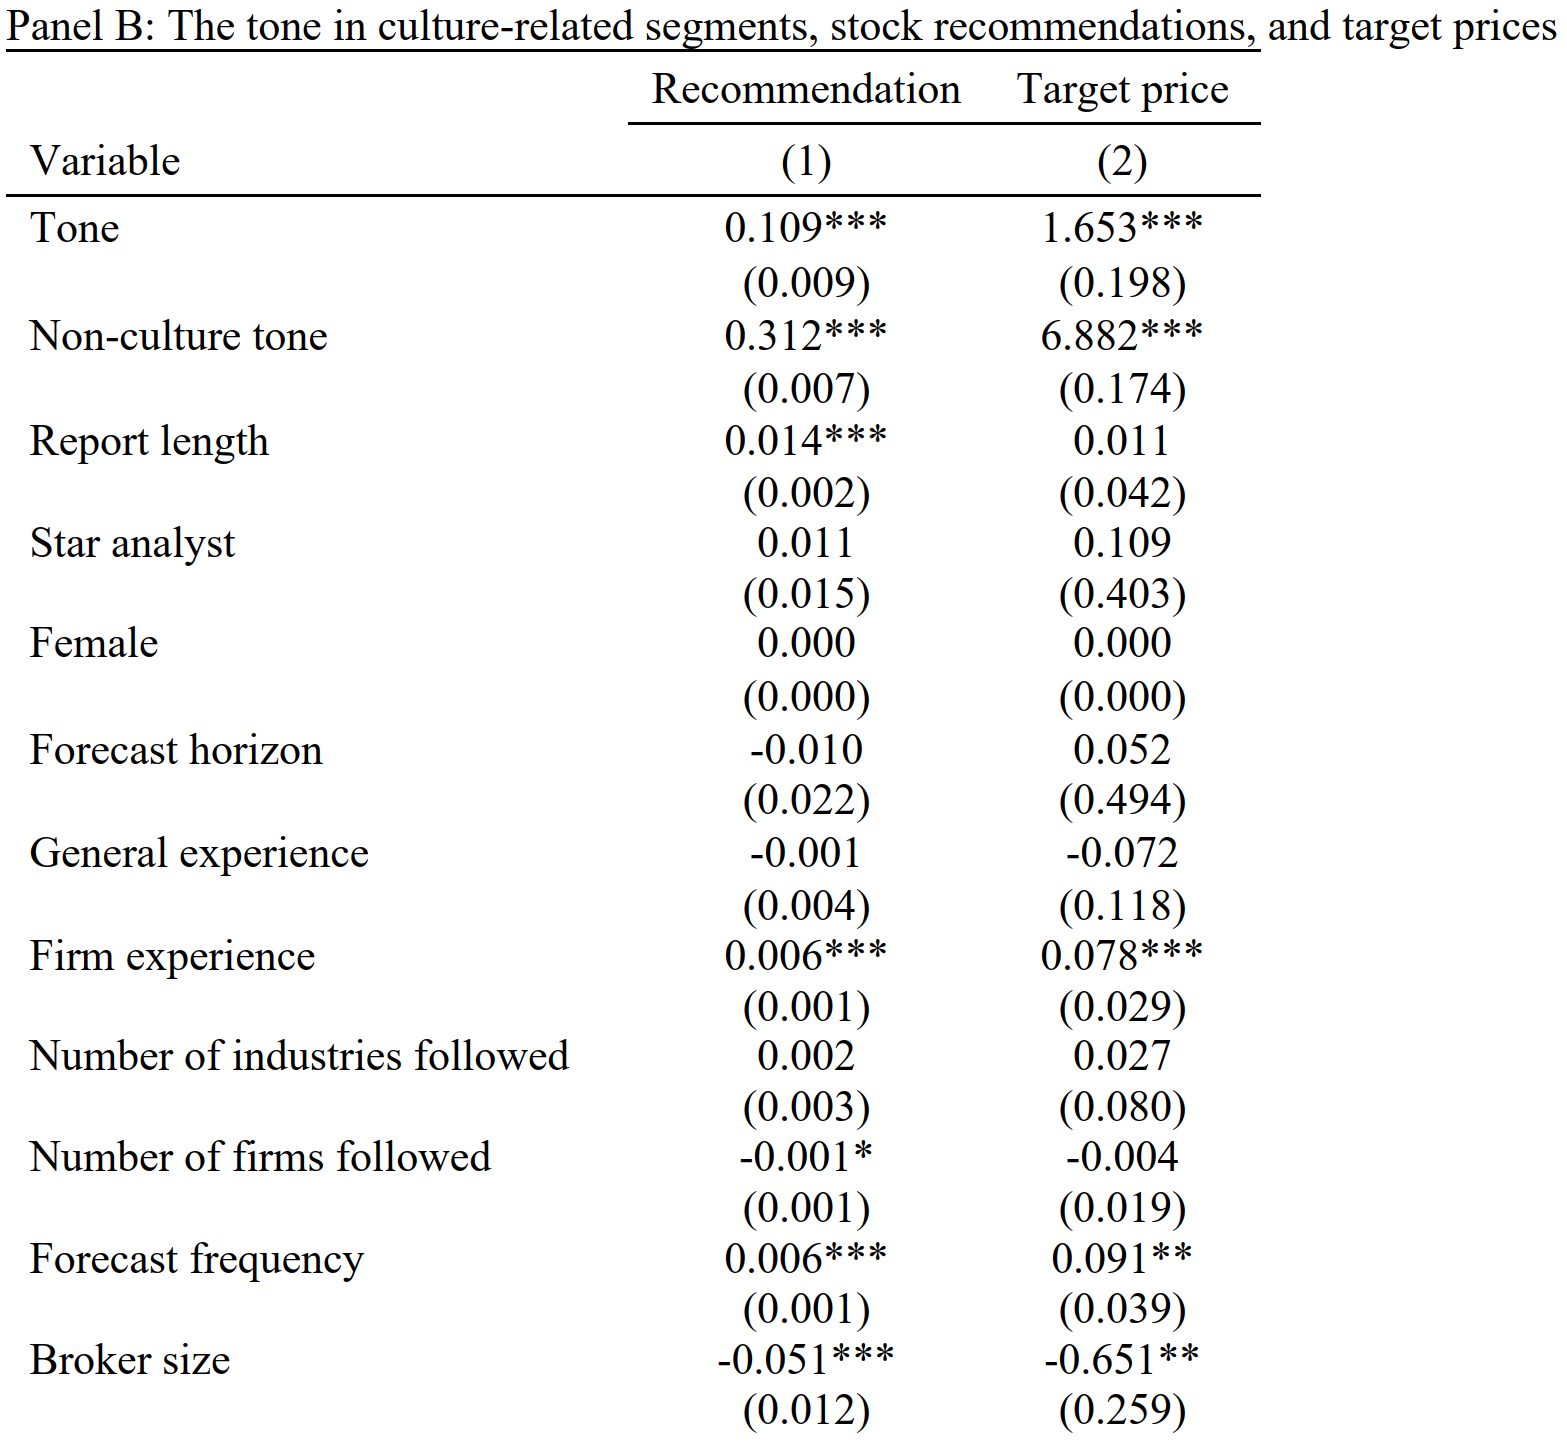 Panel B: The tone in culture-related segments, stock recommendations, and target prices
Recommendation Target price
Variable (1) (2)
Tone 0.109*** 1.653***
(0.009) (0.198)
Non-culture tone 0.312*** 6.882***
(0.007) (0.174)
Report length 0.014*** 0.011
(0.002) (0.042)
Star analyst 0.011 0.109
(0.015) (0.403)
Female 0.000 0.000
(0.000) (0.000)
Forecast horizon -0.010 0.052
(0.022) (0.494)
General experience -0.001 -0.072
(0.004) (0.118)
Firm experience 0.006*** 0.078***
(0.001) (0.029)
Number of industries followed 0.002 0.027
(0.003) (0.080)
Number of firms followed -0.001* -0.004
(0.001) (0.019)
Forecast frequency 0.006*** 0.091**
(0.001) (0.039)
Broker size -0.051*** -0.651**
(0.012) (0.259)